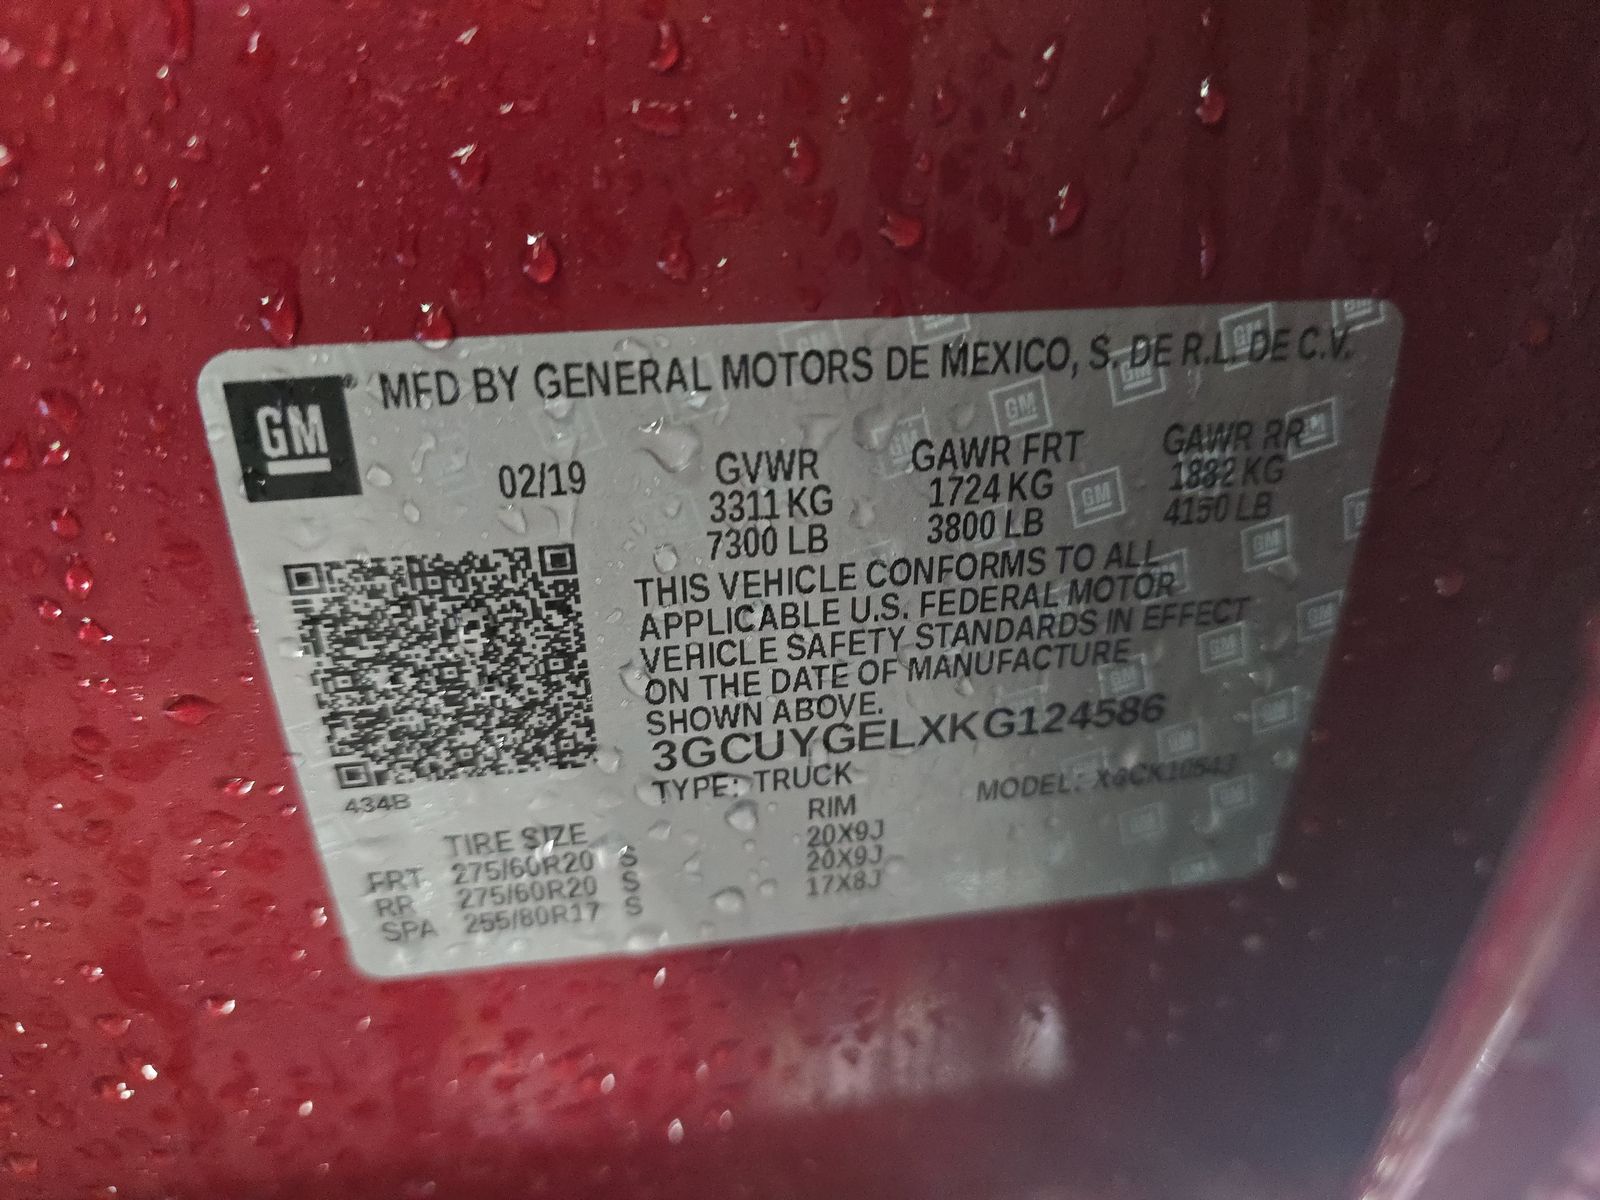 GM
MFD BY GENERAL MOTORS DE MEXICO, S. DE R.L. DE C.V.
02/19 GVWR GAWR FRT GAWR RR
3311 KG 1724 KG 1882 KG
7300 LB 3800 LB 4150 LB
THIS VEHICLE CONFORMS TO ALL
APPLICABLE U.S. FEDERAL MOTOR
VEHICLE SAFETY STANDARDS IN EFFECT
ON THE DATE OF MANUFACTURE
SHOWN ABOVE.
3GCUYGELXKG124586
TYPE: TRUCK MODEL:
434B
TIRE SIZE RIM
FRT 275/60R20 S 20X9J
RR 275/60R20 S 20X9J
SPA 255/80R17 S 17X8J